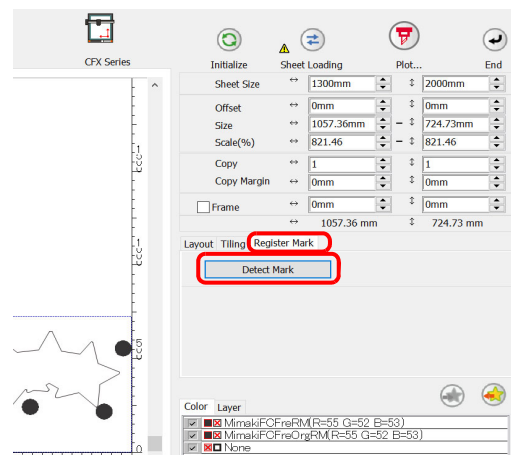 CFX Series
Initialize Sheet Loading Plot... End
Sheet Size 1300mm 2000mm
Offset 0mm 0mm
Size 1057.36mm 724.73mm
Scale(%) 821.46 821.46
Copy 1 1
Copy Margin 0mm 0mm
Frame 0mm 0mm
1057.36 mm 724.73 mm
Layout Tiling Register Mark
Detect Mark
Color Layer
MimakiFCFreRM(R=55 G=52 B=53)
MimakiFCFreOrgRM(R=55 G=52 B=53)
None
0